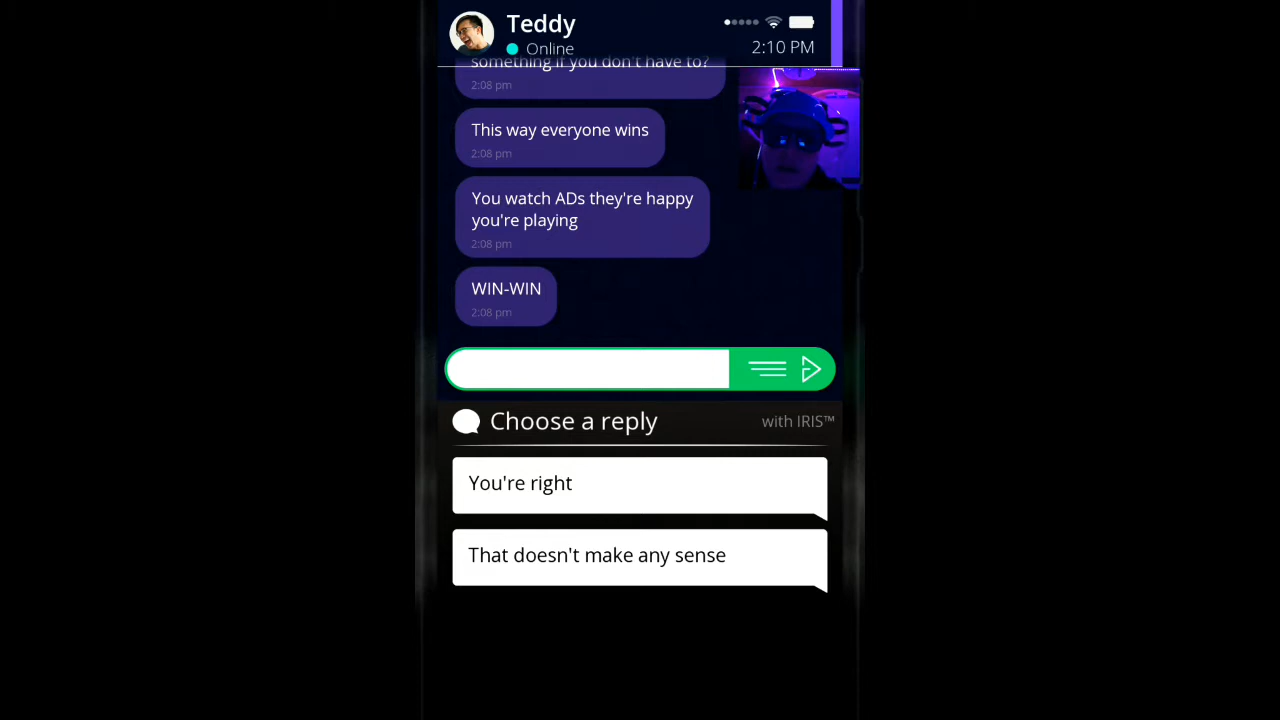 Teddy
Online
2:10 PM
something if you don't have to?
2:08 pm
This way everyone wins
2:08 pm
You watch ADs they're happy
you're playing
2:08 pm
WIN-WIN
2:08 pm
Choose a reply
with IRIS™
You're right
That doesn't make any sense